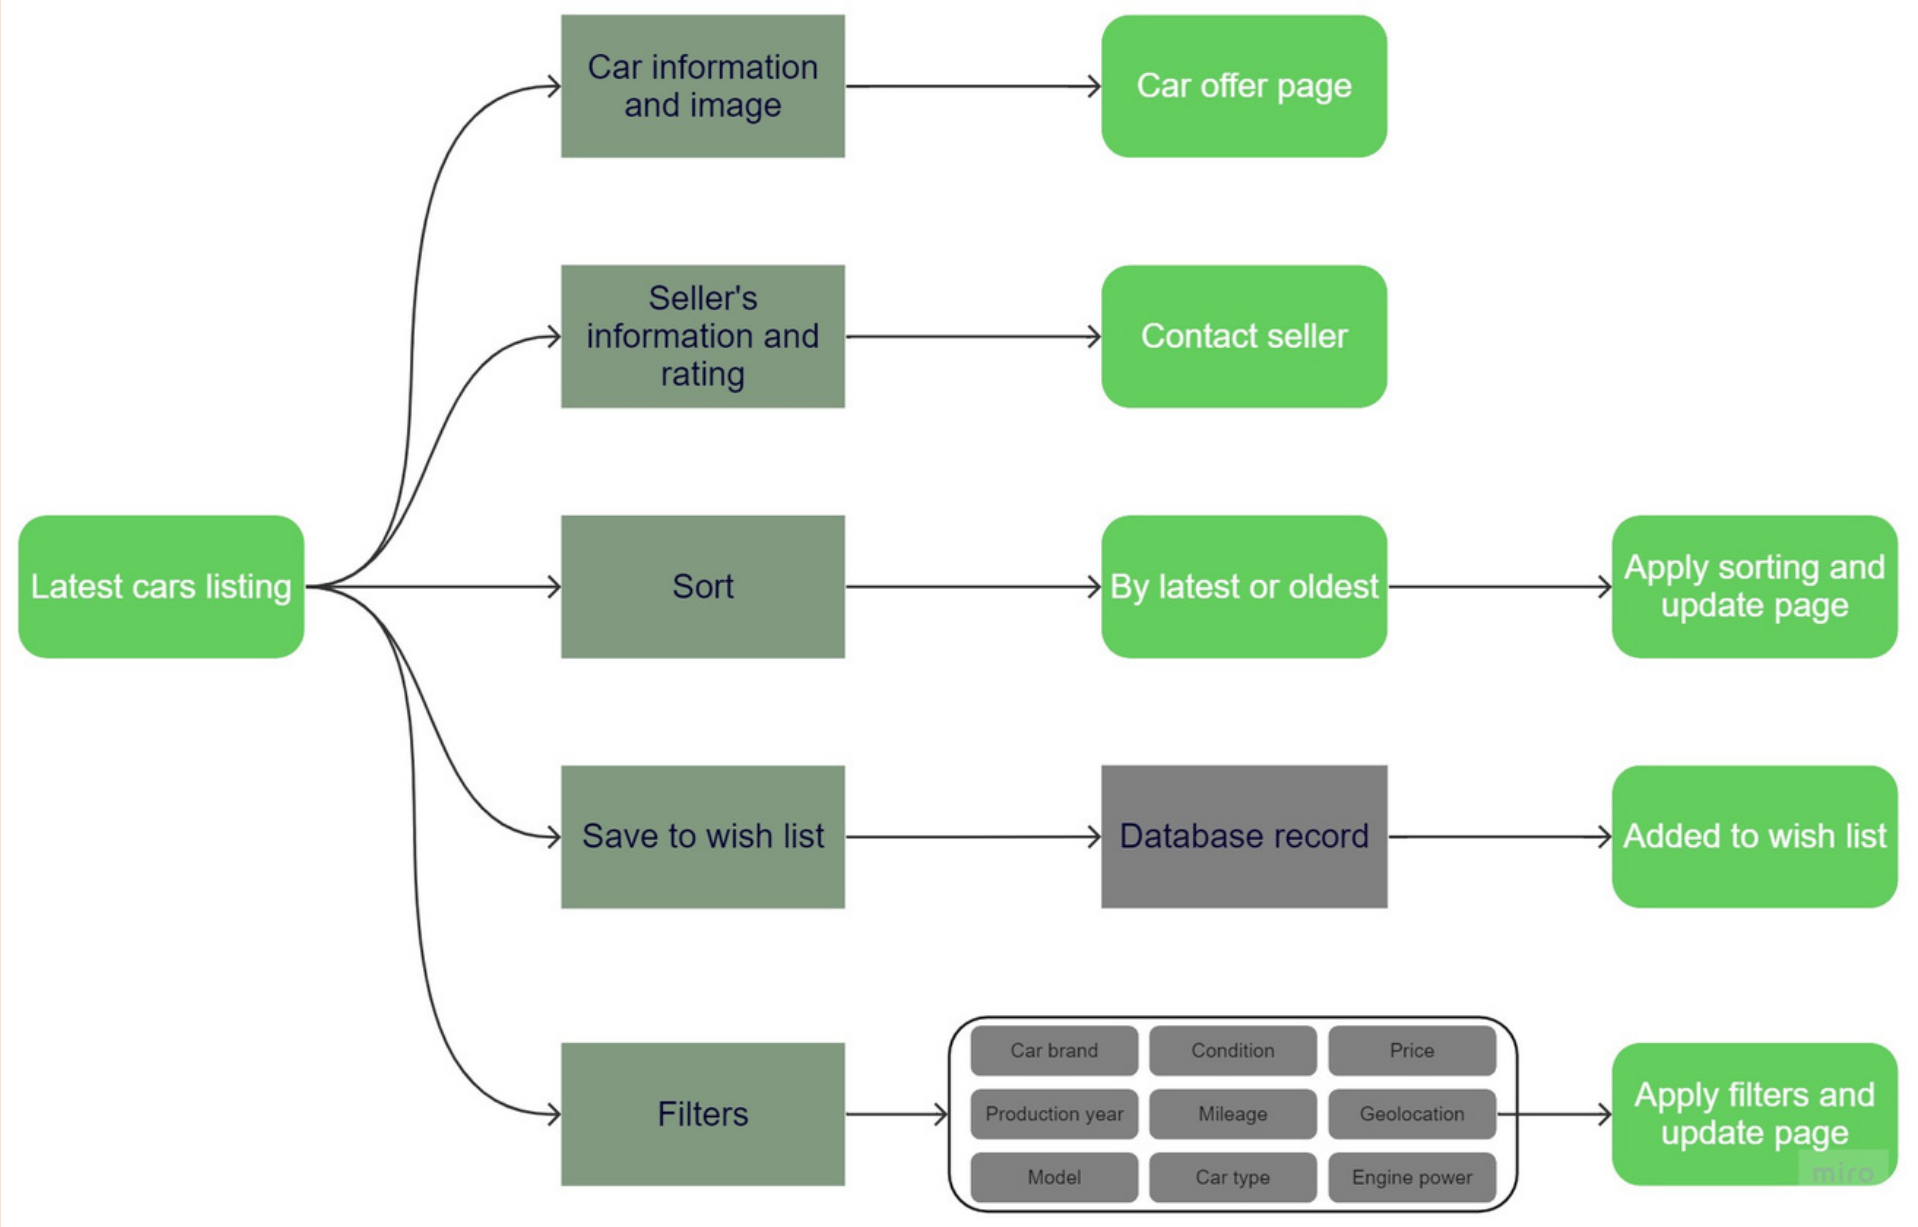 Car information
and image
Car offer page
Seller's
information and
rating
Contact seller
Latest cars listing
Sort
By latest or oldest
Apply sorting and
update page
Save to wish list
Database record
Added to wish list
Filters
Car brand
Condition
Price
Production year
Mileage
Geolocation
Model
Car type
Engine power
Apply filters and
update page
miro